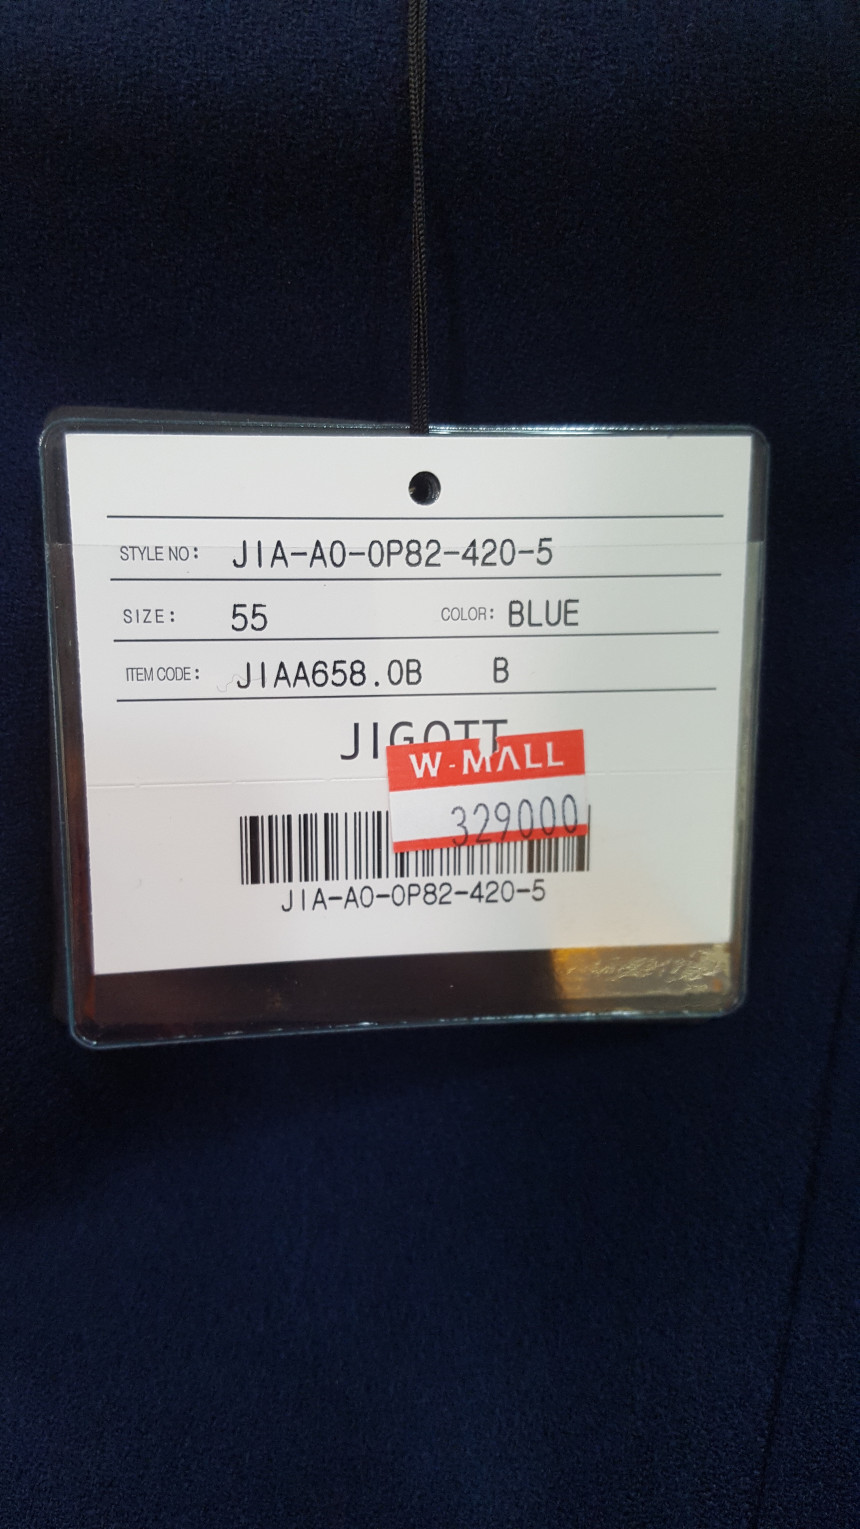 STYLE NO: JIA-A0-0P82-420-5
SIZE: 55 COLOR: BLUE
ITEM CODE: JIAA658.0B B
JIGOTT
W-MALL
329000
JIA-A0-0P82-420-5